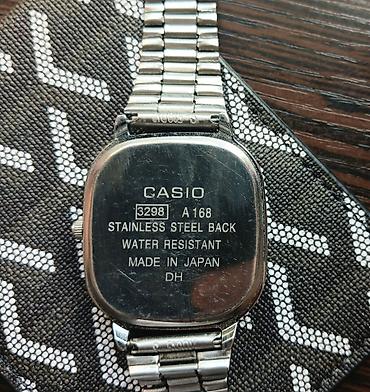 CASIO
3298 A168
STAINLESS STEEL BACK
WATER RESISTANT
MADE IN JAPAN
DH